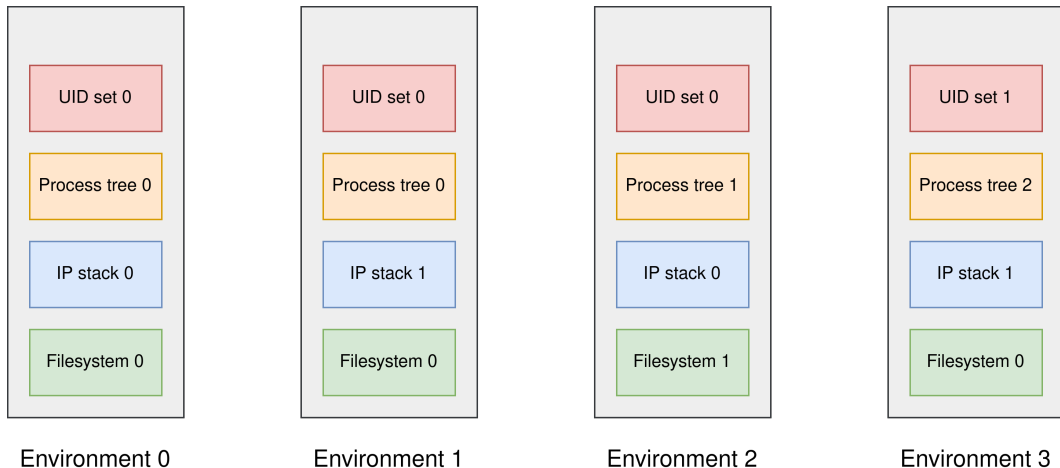 UID set 0
Process tree 0
IP stack 0
Filesystem 0
Environment 0
UID set 0
Process tree 0
IP stack 1
Filesystem 0
Environment 1
UID set 0
Process tree 1
IP stack 0
Filesystem 1
Environment 2
UID set 1
Process tree 2
IP stack 1
Filesystem 0
Environment 3